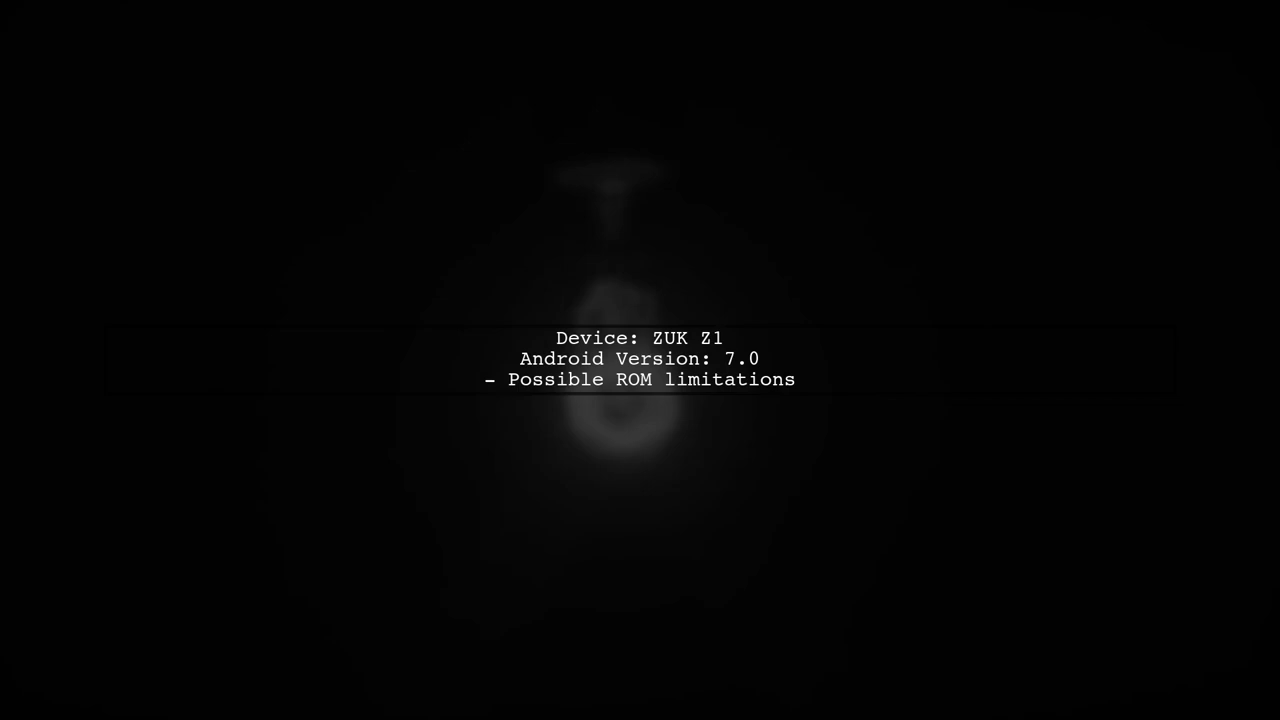 Device: ZUK Z1
Android Version: 7.0
- Possible ROM limitations